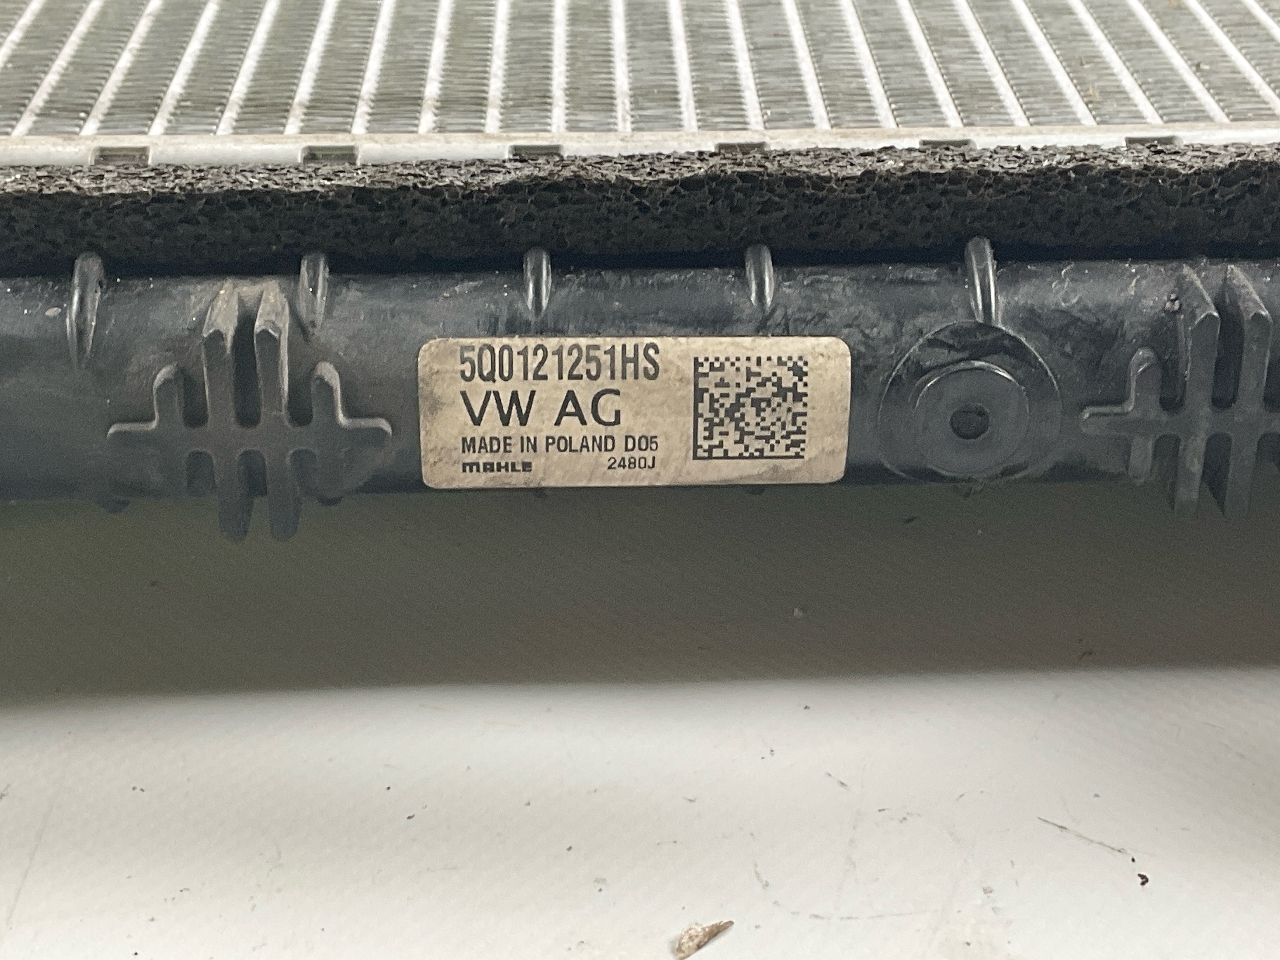 5Q0121251HS
VW AG
MADE IN POLAND D05
MAHLE 2480J